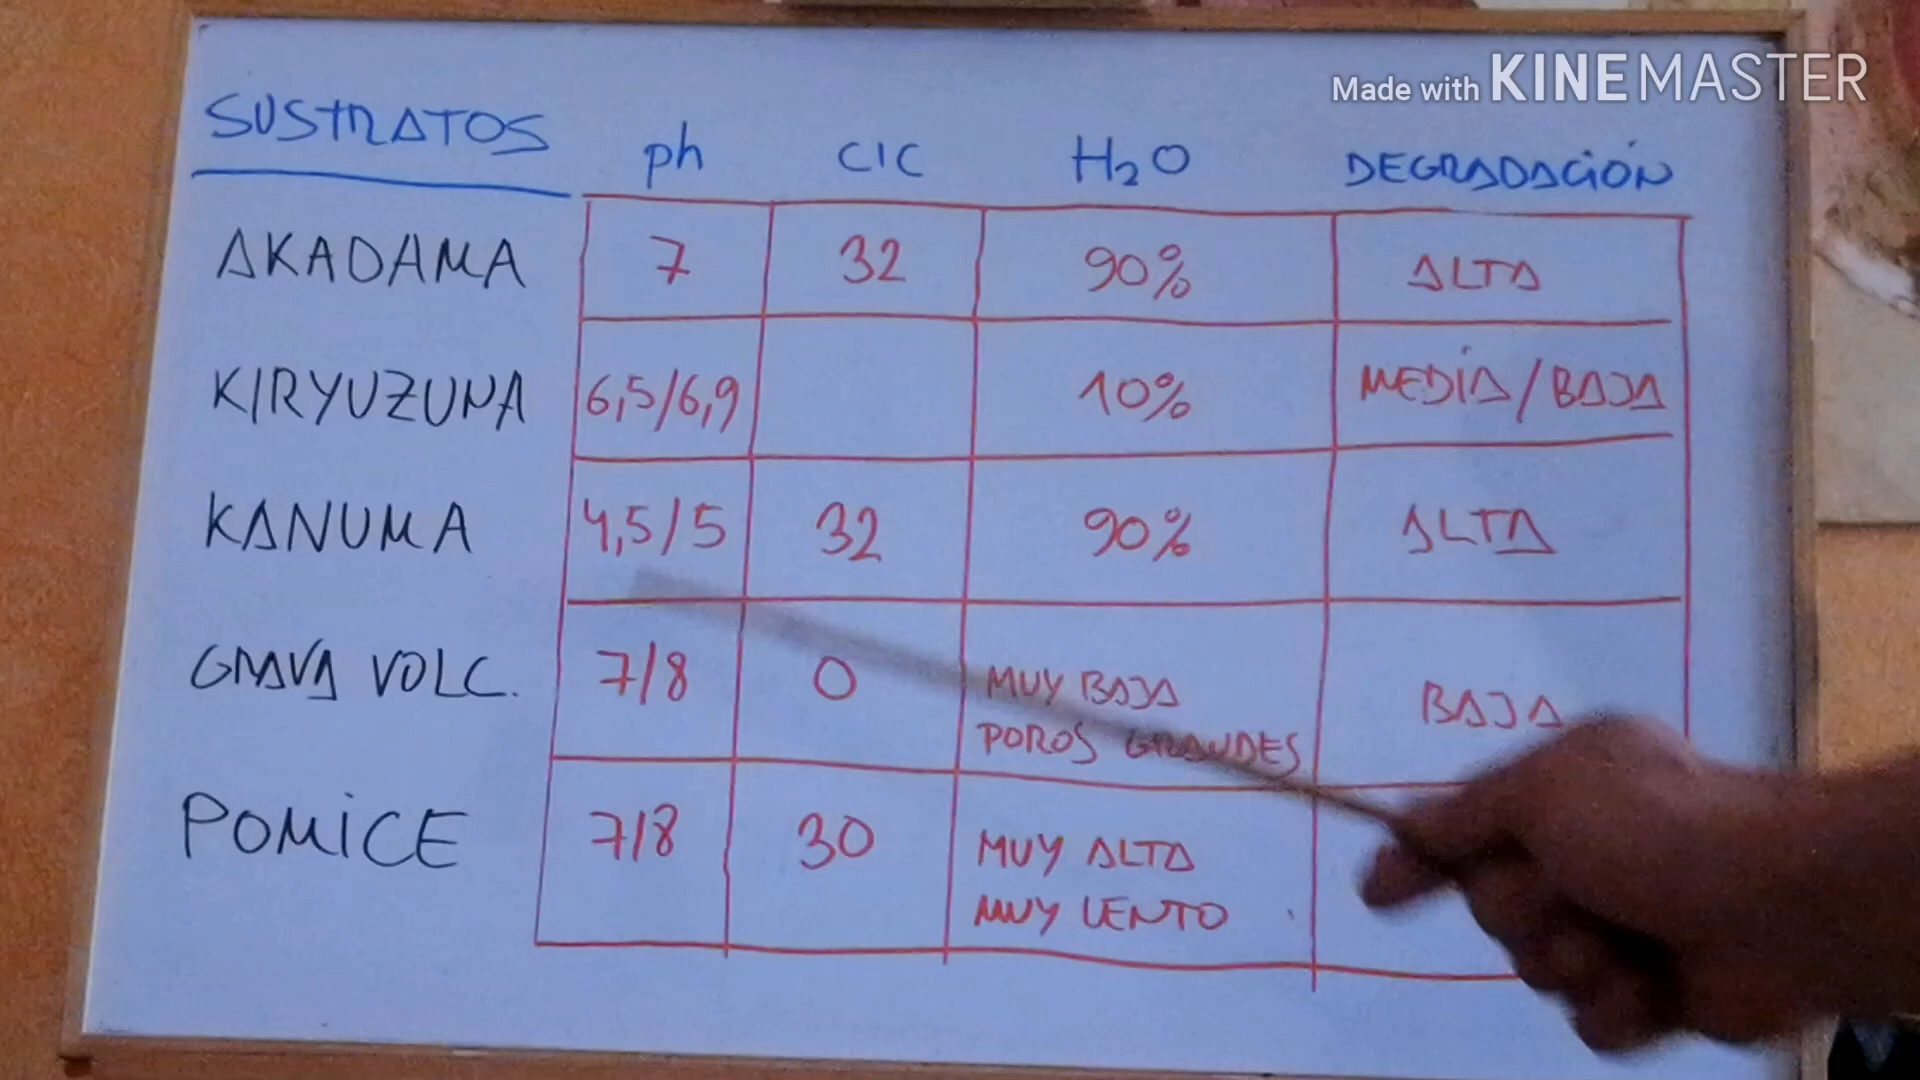 Made with KINEMASTER
SUSTRATOS ph CIC H₂O DEGRADACIÓN
AKADAMA 7 32 90% ALTA
KIRYUZUNA 6,5/6,9 10% MEDIA/BAJA
KANUMA 4,5/5 32 90% ALTA
GRAVA VOLC. 7/8 0 MUY BAJA BAJA
POROS GRANDES
POMICE 7/8 30 MUY ALTA
MUY LENTO